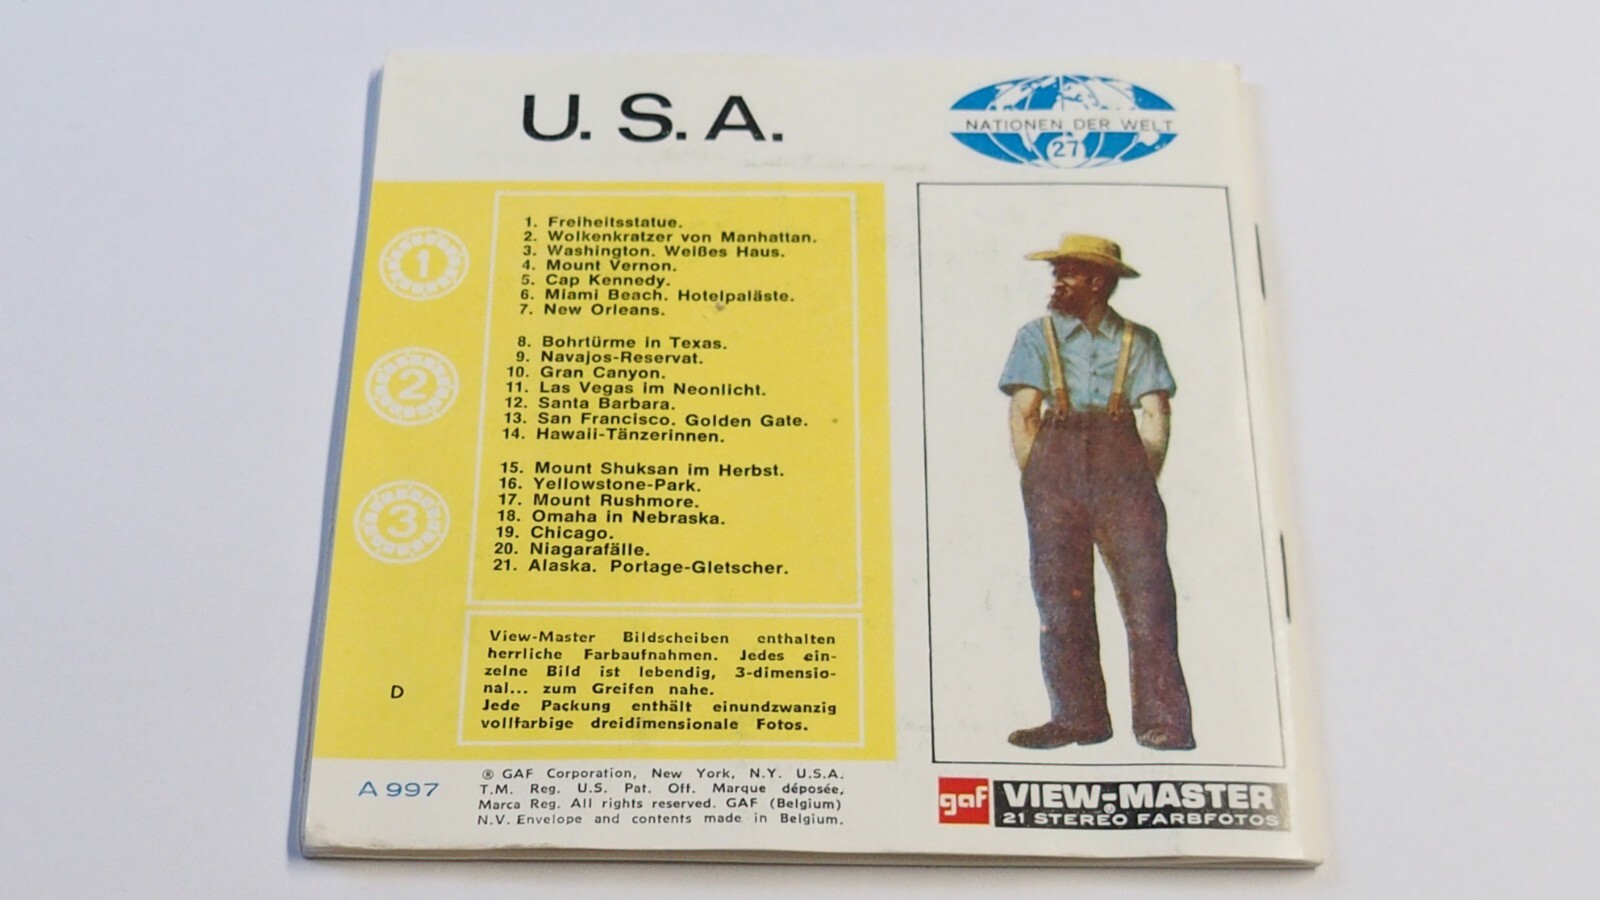 U. S. A.
NATIONEN DER WELT
27
1
2
3
1. Freiheitsstatue.
2. Wolkenkratzer von Manhattan.
3. Washington. Weißes Haus.
4. Mount Vernon.
5. Cap Kennedy.
6. Miami Beach. Hotelpaläste.
7. New Orleans.
8. Bohrtürme in Texas.
9. Navajos-Reservat.
10. Gran Canyon.
11. Las Vegas im Neonlicht.
12. Santa Barbara.
13. San Francisco. Golden Gate.
14. Hawaii-Tänzerinnen.
15. Mount Shuksan im Herbst.
16. Yellowstone-Park.
17. Mount Rushmore.
18. Omaha in Nebraska.
19. Chicago.
20. Niagarafälle.
21. Alaska. Portage-Gletscher.
View-Master Bildscheiben enthalten
herrliche Farbaufnahmen. Jedes ein-
zelne Bild ist lebendig, 3-dimensio-
nal... zum Greifen nahe.
Jede Packung enthält einundzwanzig
vollfarbige dreidimensionale Fotos.
D
A 997
® GAF Corporation, New York, N.Y. U.S.A.
T.M. Reg. U.S. Pat. Off. Marque déposée,
Marca Reg. All rights reserved. GAF (Belgium)
N.V. Envelope and contents made in Belgium.
gaf VIEW-MASTER®
21 STEREO FARBFOTOS